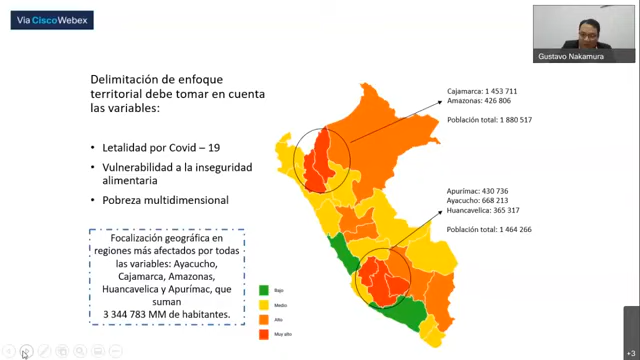 Via CiscoWebex
Gustavo Nakamura
Delimitación de enfoque
territorial debe tomar en cuenta
las variables:
• Letalidad por Covid – 19
• Vulnerabilidad a la inseguridad
alimentaria
• Pobreza multidimensional
Focalización geográfica en
regiones más afectados por todas
las variables: Ayacucho,
Cajamarca, Amazonas,
Huancavelica y Apurímac, que
suman
3 344 783 MM de habitantes.
Cajamarca: 1 453 711
Amazonas: 426 806
Población total: 1 880 517
Apurímac: 430 736
Ayacucho: 668 213
Huancavelica: 365 317
Población total: 1 464 266
Bajo
Medio
Alto
Muy alto
+3